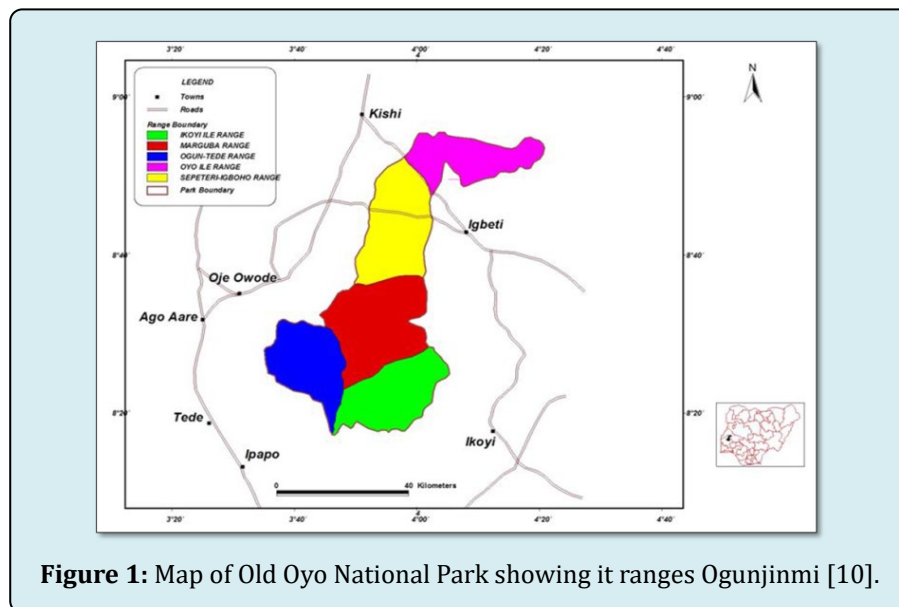 3°20' 3°40' 4°00' 4°20' 4°40'
N
LEGEND
Towns
Roads
Range Boundary
IKOYI ILE RANGE
MARGUBA RANGE
OGUN-TEDE RANGE
OYO ILE RANGE
SEPETERI-IGBOHO RANGE
Park Boundary
9°00' 9°00'
Kishi
Igbeti
8°40' 8°40'
Oje Owode
Ago Aare
8°20' 8°20'
Tede
Ikoyi
Ipapo
0 40 Kilometers
3°20' 3°40' 4°00' 4°20' 4°40'
Figure 1: Map of Old Oyo National Park showing it ranges Ogunjinmi [10].